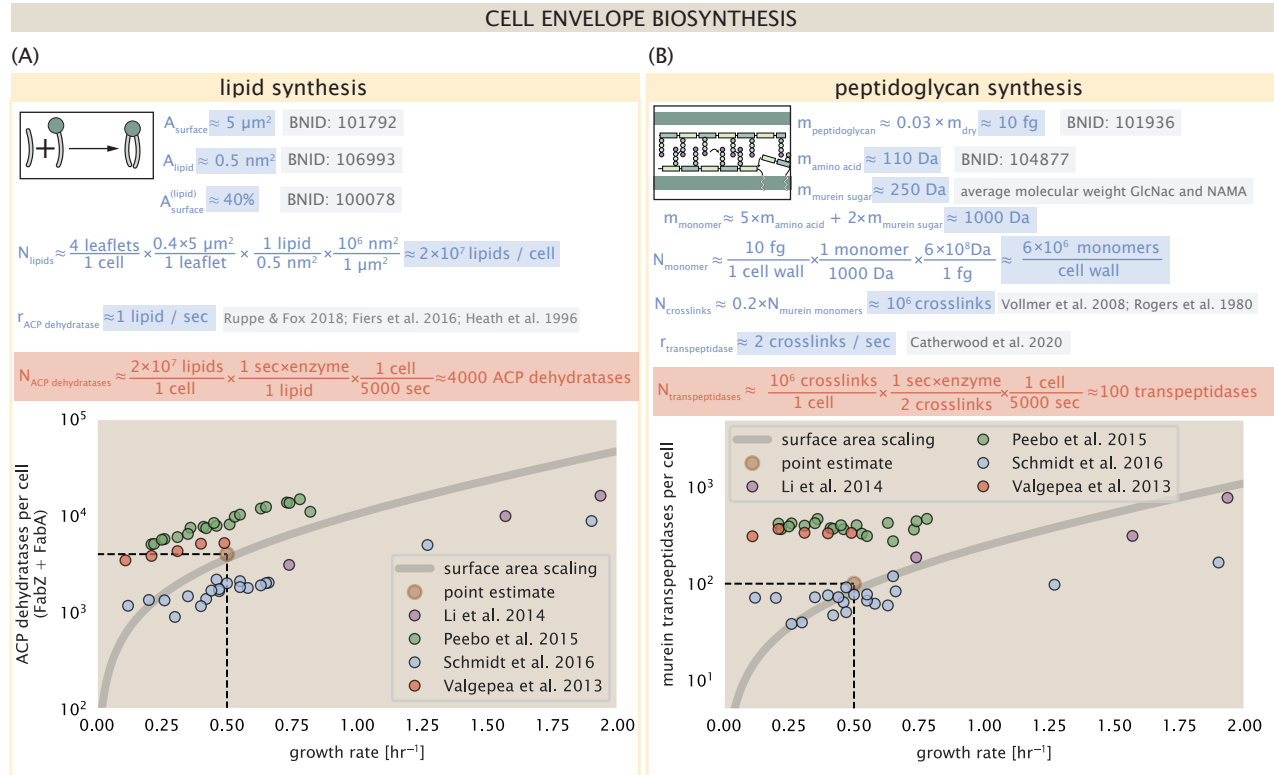 CELL ENVELOPE BIOSYNTHESIS
(A)
lipid synthesis
A_surface ≈ 5 µm² BNID: 101792
A_lipid ≈ 0.5 nm² BNID: 106993
A_surface^(lipid) ≈ 40% BNID: 100078
N_lipids ≈ 4 leaflets / 1 cell × 0.4×5 µm² / 1 leaflet × 1 lipid / 0.5 nm² × 10⁶ nm² / 1 µm² ≈ 2×10⁷ lipids / cell
r_ACP dehydratase ≈1 lipid / sec Ruppe & Fox 2018; Fiers et al. 2016; Heath et al. 1996
N_ACP dehydratases ≈ 2×10⁷ lipids / 1 cell × 1 sec×enzyme / 1 lipid × 1 cell / 5000 sec ≈4000 ACP dehydratases
ACP dehydratases per cell
(FabZ + FabA)
10⁵
10⁴
10³
10²
surface area scaling
point estimate
Li et al. 2014
Peebo et al. 2015
Schmidt et al. 2016
Valgepea et al. 2013
0.00 0.25 0.50 0.75 1.00 1.25 1.50 1.75 2.00
growth rate [hr⁻¹]
(B)
peptidoglycan synthesis
m_peptidoglycan ≈ 0.03 × m_dry ≈ 10 fg BNID: 101936
m_amino acid ≈ 110 Da BNID: 104877
m_murein sugar ≈ 250 Da average molecular weight GlcNac and NAMA
m_monomer ≈ 5×m_amino acid + 2×m_murein sugar ≈ 1000 Da
N_monomer ≈ 10 fg / 1 cell wall × 1 monomer / 1000 Da × 6×10⁸Da / 1 fg ≈ 6×10⁶ monomers / cell wall
N_crosslinks ≈ 0.2×N_murein monomers ≈ 10⁶ crosslinks Vollmer et al. 2008; Rogers et al. 1980
r_transpeptidase ≈ 2 crosslinks / sec Catherwood et al. 2020
N_transpeptidases ≈ 10⁶ crosslinks / 1 cell × 1 sec×enzyme / 2 crosslinks × 1 cell / 5000 sec ≈100 transpeptidases
murein transpeptidases per cell
10³
10²
10¹
surface area scaling
point estimate
Li et al. 2014
Peebo et al. 2015
Schmidt et al. 2016
Valgepea et al. 2013
0.00 0.25 0.50 0.75 1.00 1.25 1.50 1.75 2.00
growth rate [hr⁻¹]